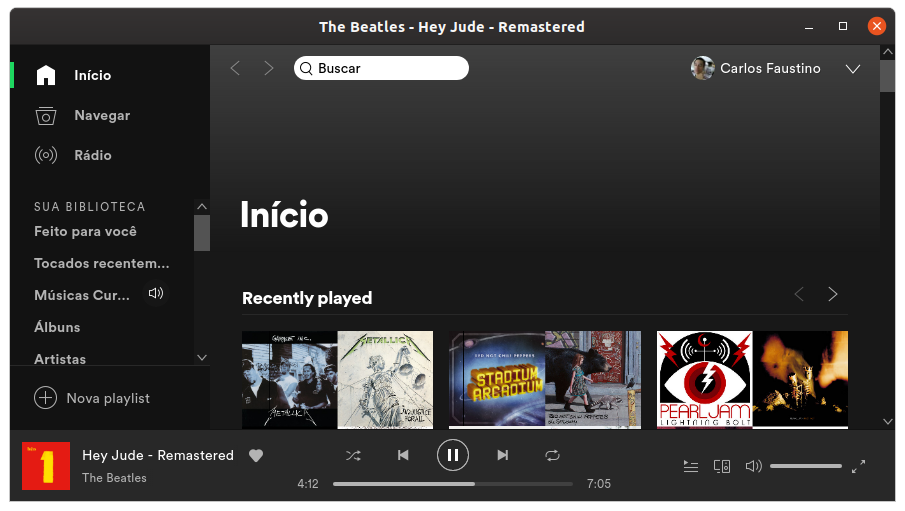 The Beatles - Hey Jude - Remastered
Início
Navegar
Rádio
SUA BIBLIOTECA
Feito para você
Tocados recentem...
Músicas Cur...
Álbuns
Artistas
Nova playlist
Buscar
Carlos Faustino
Início
Recently played
GARAGE INC.
METALLICA
METALLICA
...AND JUSTICE
FOR ALL
RED HOT CHILI PEPPERS
STADIUM
ARCADIUM
PEARL JAM
LIGHTNING BOLT
1
Hey Jude - Remastered
The Beatles
4:12
7:05